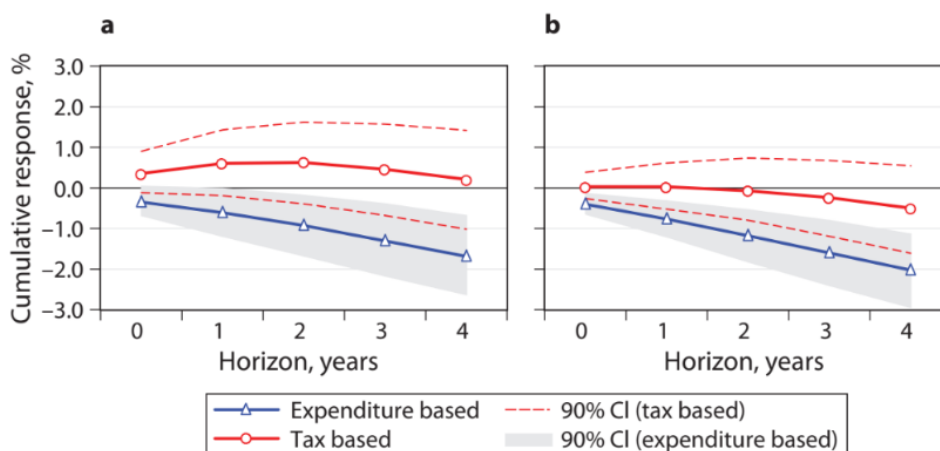 a
b
Cumulative response, %
3.0
2.0
1.0
0.0
−1.0
−2.0
−3.0
0 1 2 3 4
0 1 2 3 4
Horizon, years
Horizon, years
Expenditure based
90% Cl (tax based)
Tax based
90% Cl (expenditure based)